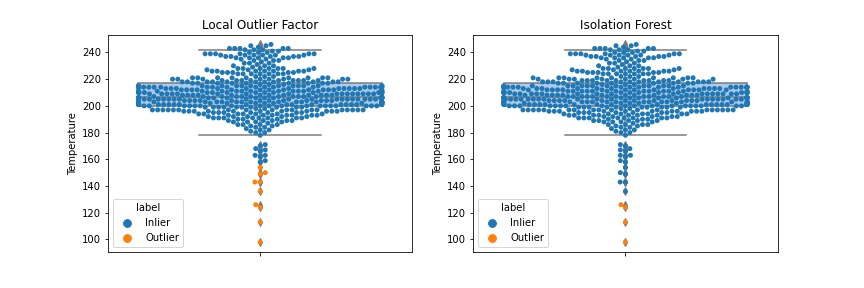 Local Outlier Factor
240
220
200
180
160
140
120
100
Temperature
label
Inlier
Outlier
Isolation Forest
240
220
200
180
160
140
120
100
Temperature
label
Inlier
Outlier